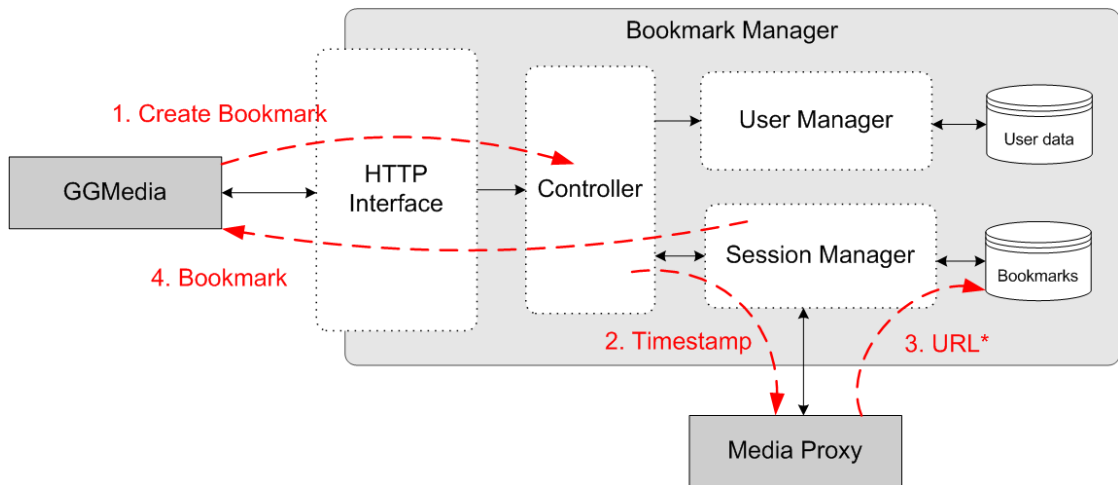 Bookmark Manager
1. Create Bookmark
User Manager
User data
GGMedia
HTTP
Interface
Controller
Session Manager
Bookmarks
4. Bookmark
2. Timestamp
3. URL*
Media Proxy